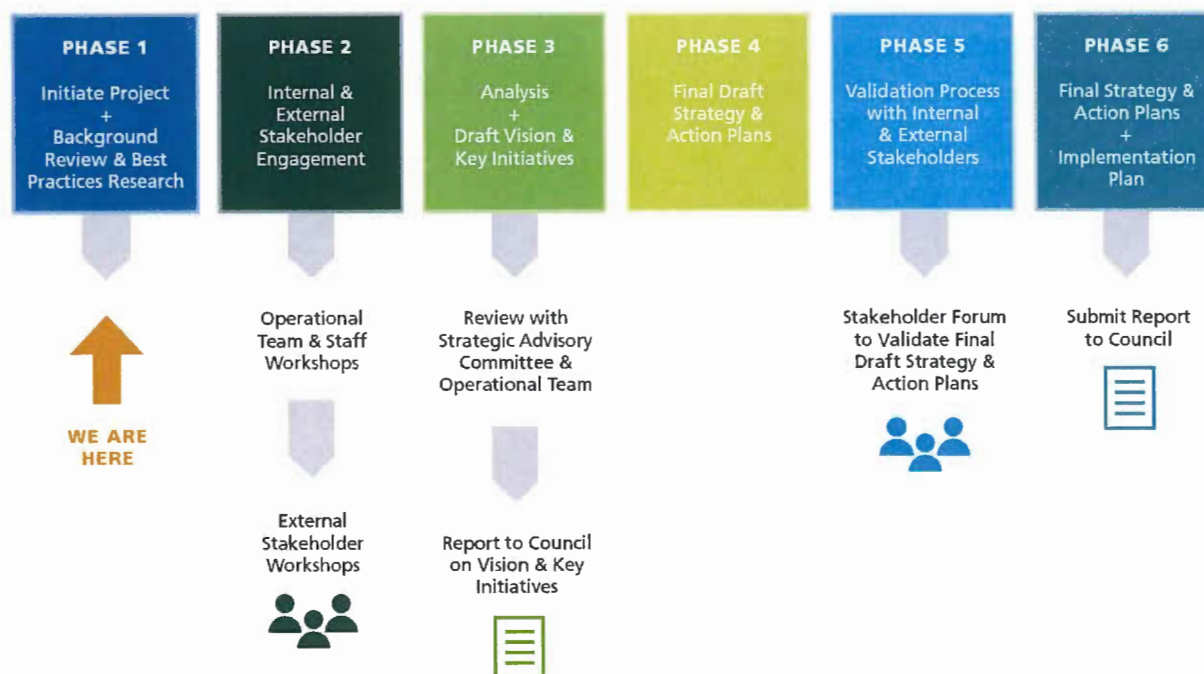 PHASE 1
Initiate Project
+
Background
Review & Best
Practices Research
WE ARE
HERE
PHASE 2
Internal &
External
Stakeholder
Engagement
Operational
Team & Staff
Workshops
External
Stakeholder
Workshops
PHASE 3
Analysis
+
Draft Vision &
Key Initiatives
Review with
Strategic Advisory
Committee &
Operational Team
Report to Council
on Vision & Key
Initiatives
PHASE 4
Final Draft
Strategy &
Action Plans
PHASE 5
Validation Process
with Internal
& External
Stakeholders
Stakeholder Forum
to Validate Final
Draft Strategy &
Action Plans
PHASE 6
Final Strategy &
Action Plans
+
Implementation
Plan
Submit Report
to Council